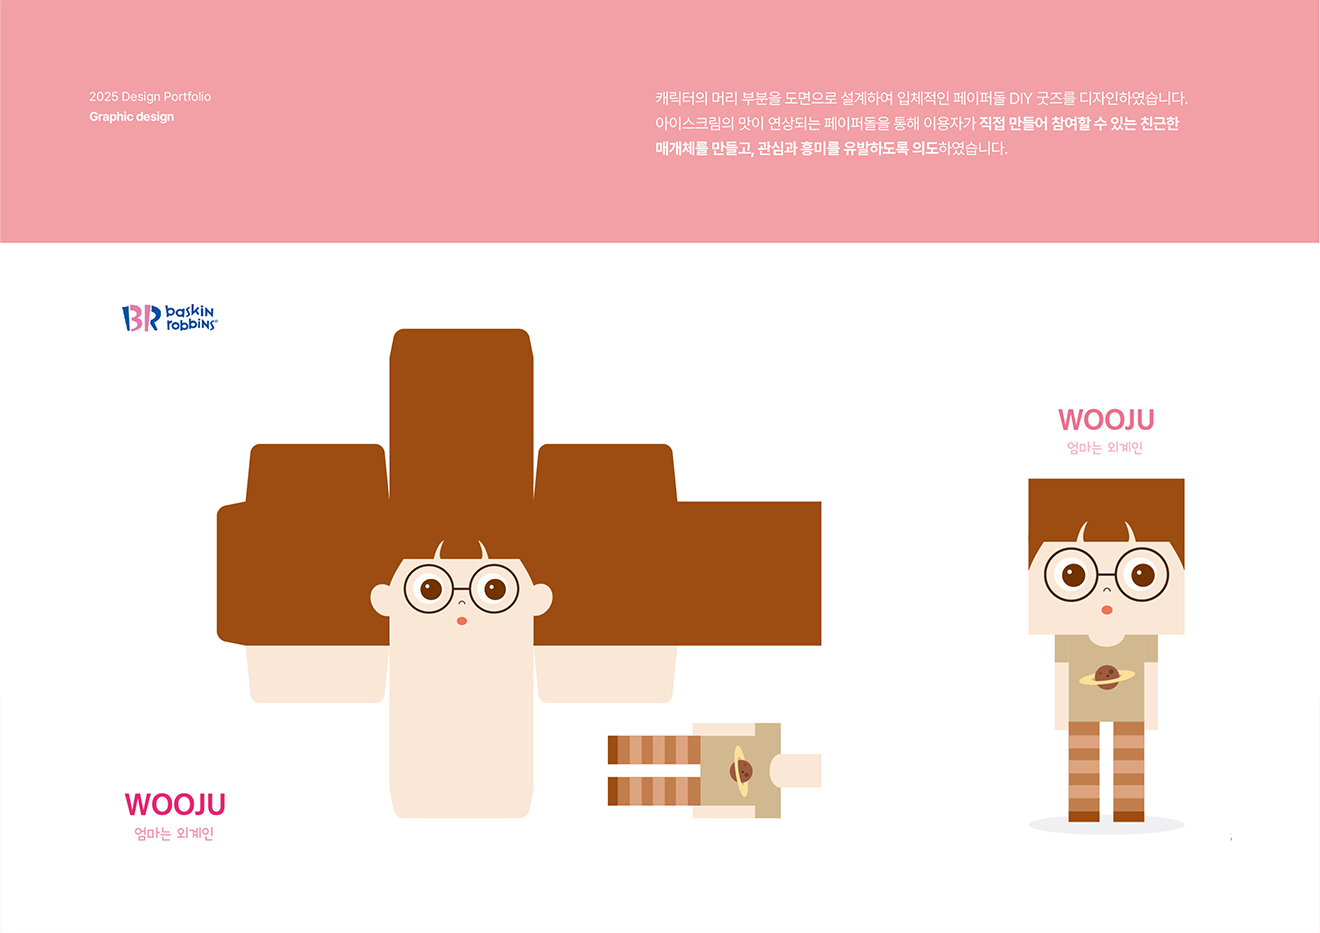 2025 Design Portfolio
Graphic design
캐릭터의 머리 부분을 도면으로 설계하여 입체적인 페이퍼돌 DIY 굿즈를 디자인하였습니다.
아이스크림의 맛이 연상되는 페이퍼돌을 통해 이용자가 직접 만들어 참여할 수 있는 친근한
매개체를 만들고, 관심과 흥미를 유발하도록 의도하였습니다.
BR baskin
robbins®
WOOJU
엄마는 외계인
WOOJU
엄마는 외계인